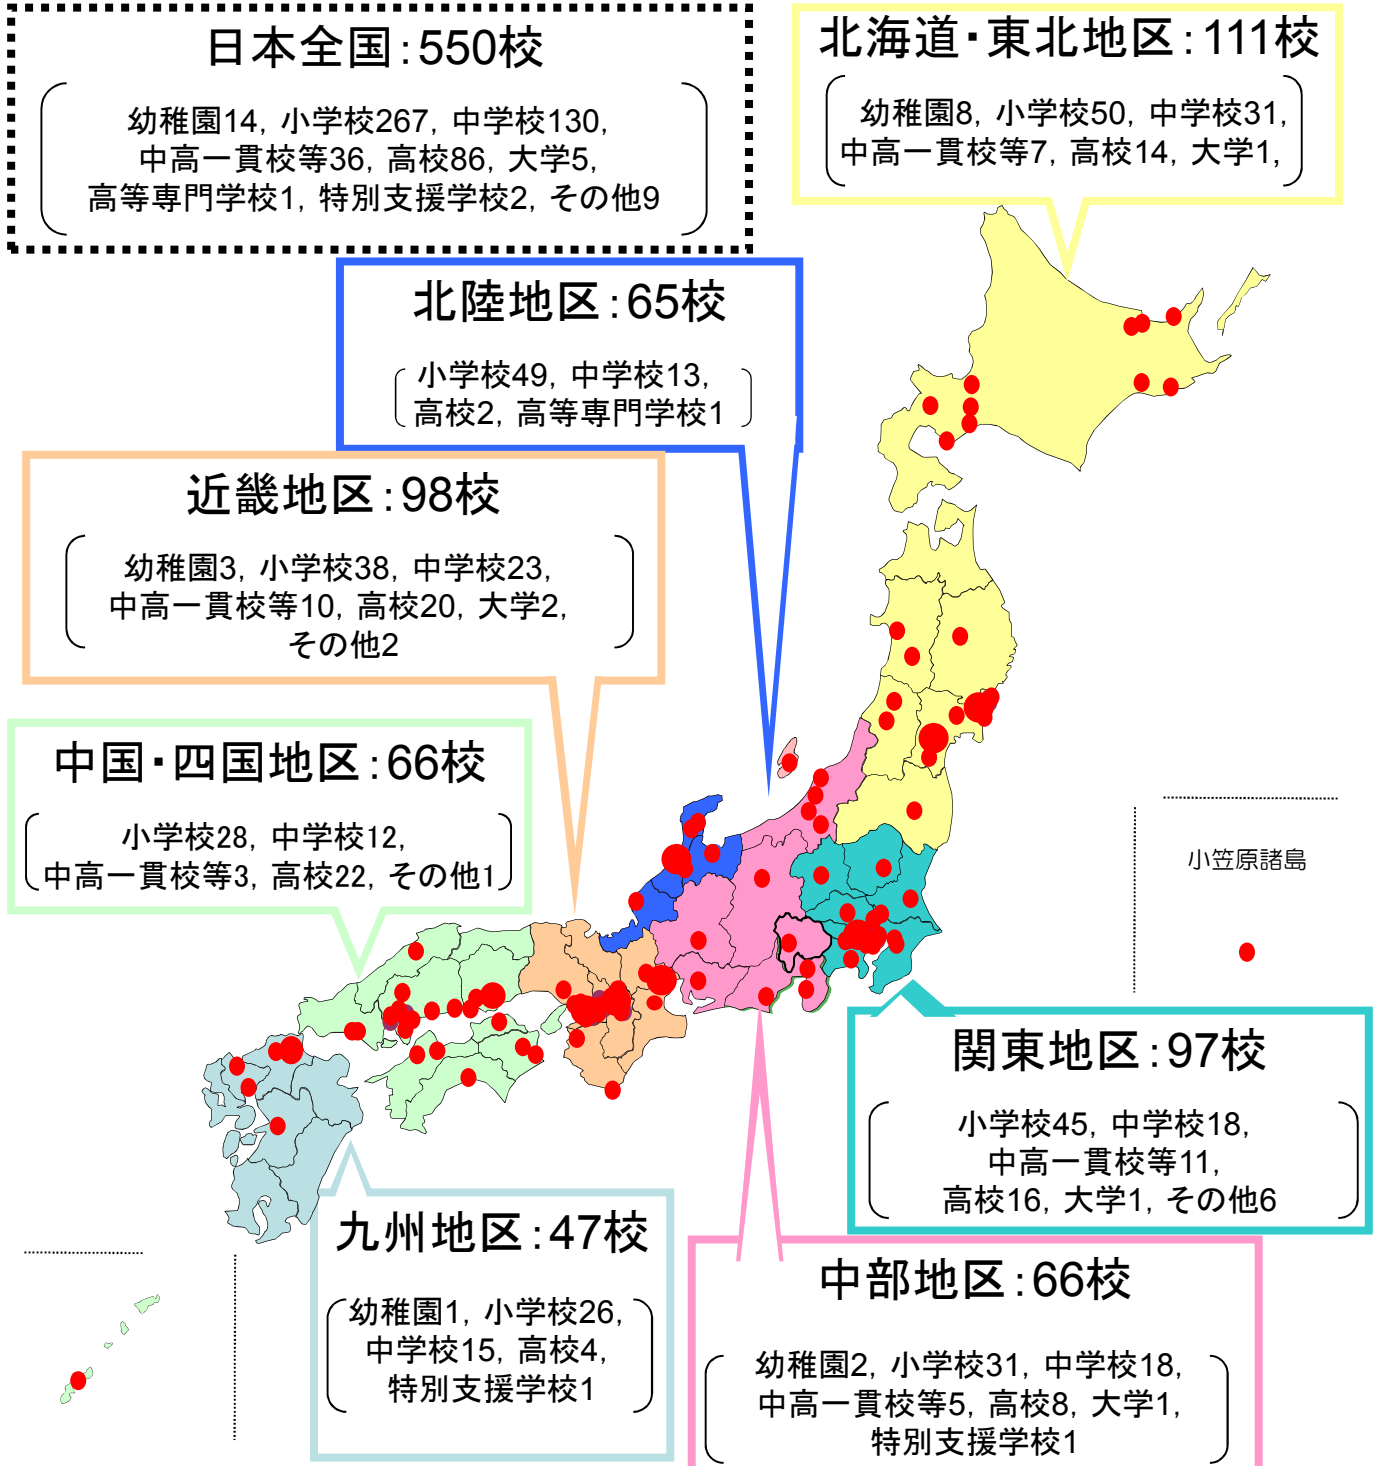 日本全国：550校
幼稚園14, 小学校267, 中学校130,
中高一貫校等36, 高校86, 大学5,
高等専門学校1, 特別支援学校2, その他9
北海道・東北地区：111校
幼稚園8, 小学校50, 中学校31,
中高一貫校等7, 高校14, 大学1,
北陸地区：65校
小学校49, 中学校13,
高校2, 高等専門学校1
近畿地区：98校
幼稚園3, 小学校38, 中学校23,
中高一貫校等10, 高校20, 大学2,
その他2
中国・四国地区：66校
小学校28, 中学校12,
中高一貫校等3, 高校22, その他1
小笠原諸島
関東地区：97校
小学校45, 中学校18,
中高一貫校等11,
高校16, 大学1, その他6
九州地区：47校
幼稚園1, 小学校26,
中学校15, 高校4,
特別支援学校1
中部地区：66校
幼稚園2, 小学校31, 中学校18,
中高一貫校等5, 高校8, 大学1,
特別支援学校1